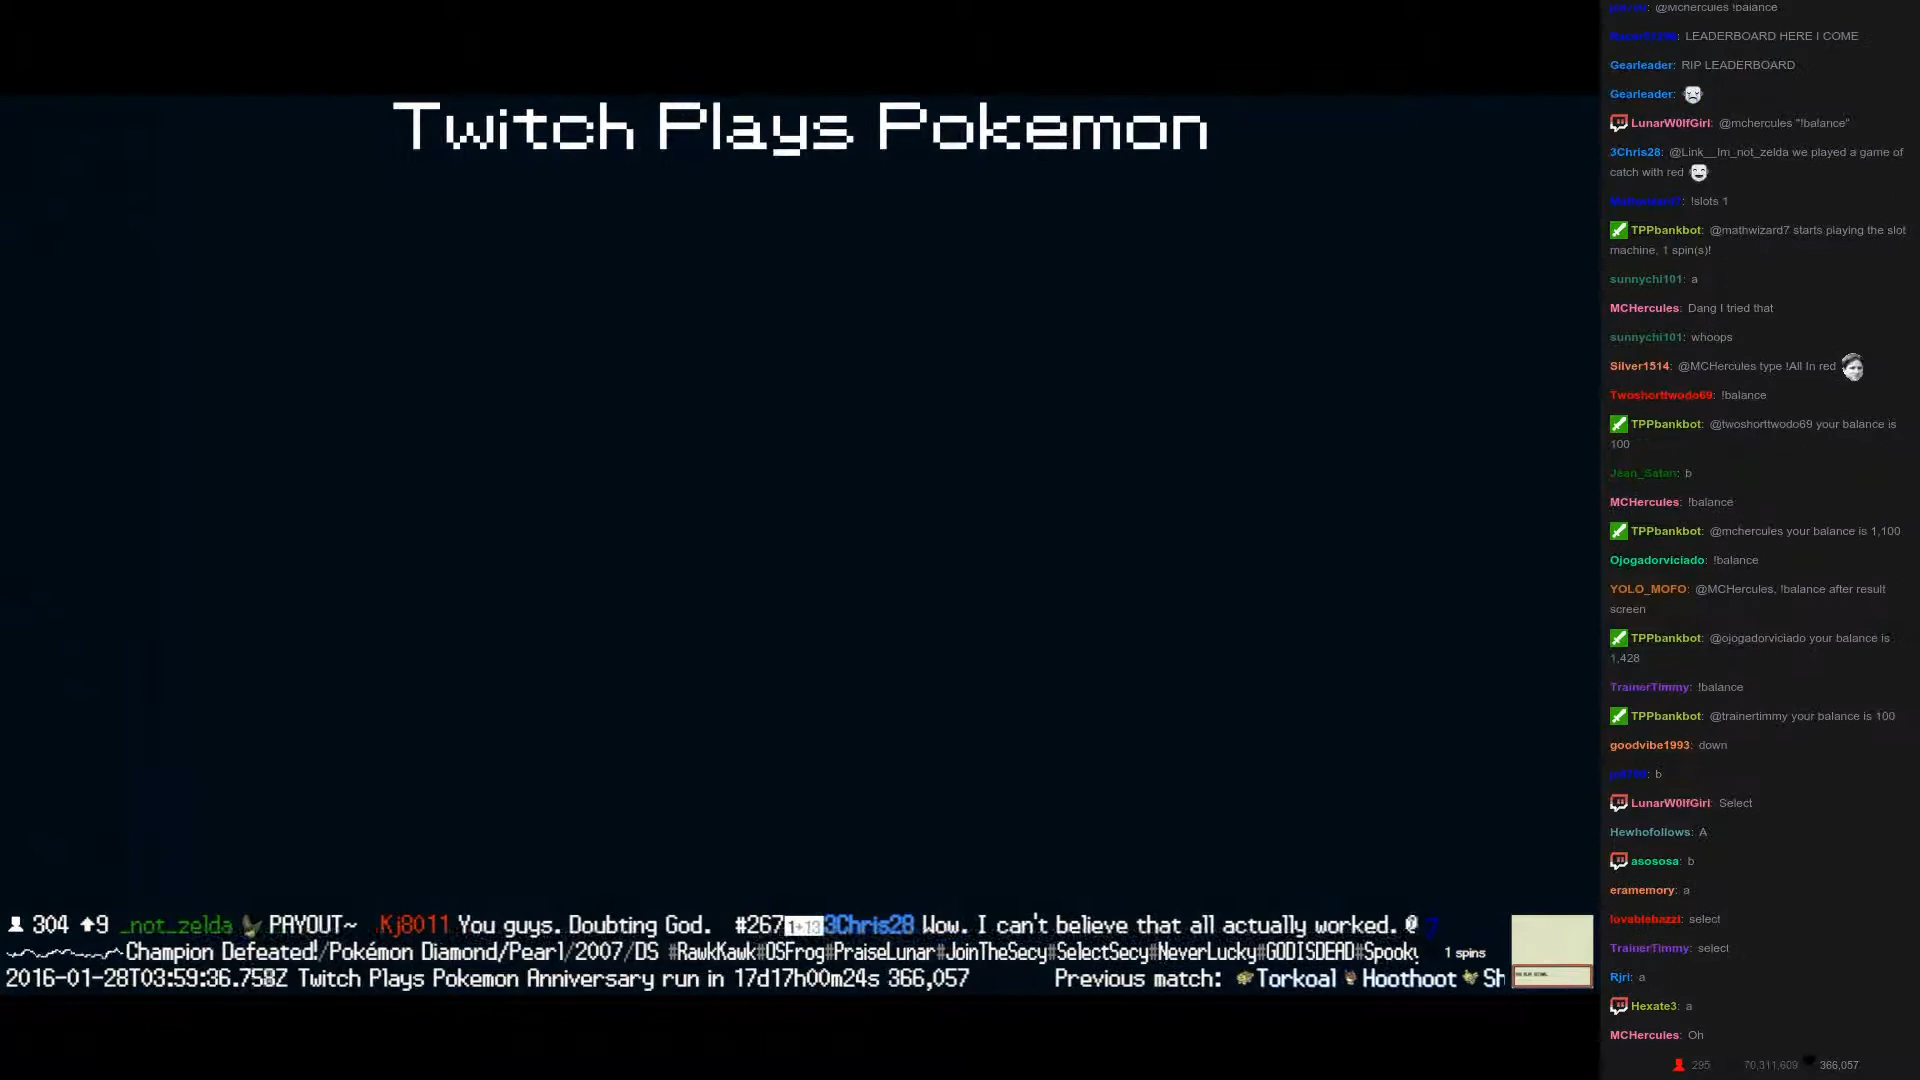 Twitch Plays Pokemon
304 9 _not_zelda PAYOUT~ Kj8011 You guys. Doubting God. #267 1+13 3Chris28 Wow. I can't believe that all actually worked.
Champion Defeated!/Pokémon Diamond/Pearl/2007/DS #RawkKawk#OSFrog#PraiseLunar#JoinTheSecy#SelectSecy#NeverLucky#GODISDEAD#Spooky
1 spins
2016-01-28T03:59:36.758Z Twitch Plays Pokemon Anniversary run in 17d17h00m24s 366,057
Previous match: Torkoal Hoothoot Sh
@Mchercules !balance
LEADERBOARD HERE I COME
Gearleader: RIP LEADERBOARD
Gearleader:
LunarW0lfGirl: @mchercules "!balance"
3Chris28: @Link__Im_not_zelda we played a game of
catch with red
Mathwizard7: !slots 1
TPPbankbot: @mathwizard7 starts playing the slot
machine, 1 spin(s)!
sunnychi101: a
MCHercules: Dang I tried that
sunnychi101: whoops
Silver1514: @MCHercules type !All In red
Twoshorttwodo69: !balance
TPPbankbot: @twoshorttwodo69 your balance is
100
Jean_Satan: b
MCHercules: !balance
TPPbankbot: @mchercules your balance is 1,100
Ojogadorviciado: !balance
YOLO_MOFO: @MCHercules, !balance after result
screen
TPPbankbot: @ojogadorviciado your balance is
1,428
TrainerTimmy: !balance
TPPbankbot: @trainertimmy your balance is 100
goodvibe1993: down
: b
LunarW0lfGirl: Select
Hewhofollows: A
asososa: b
eramemory: a
lovablehazzi: select
TrainerTimmy: select
Rjri: a
Hexate3: a
MCHercules: Oh
295 70,311,609 366,057